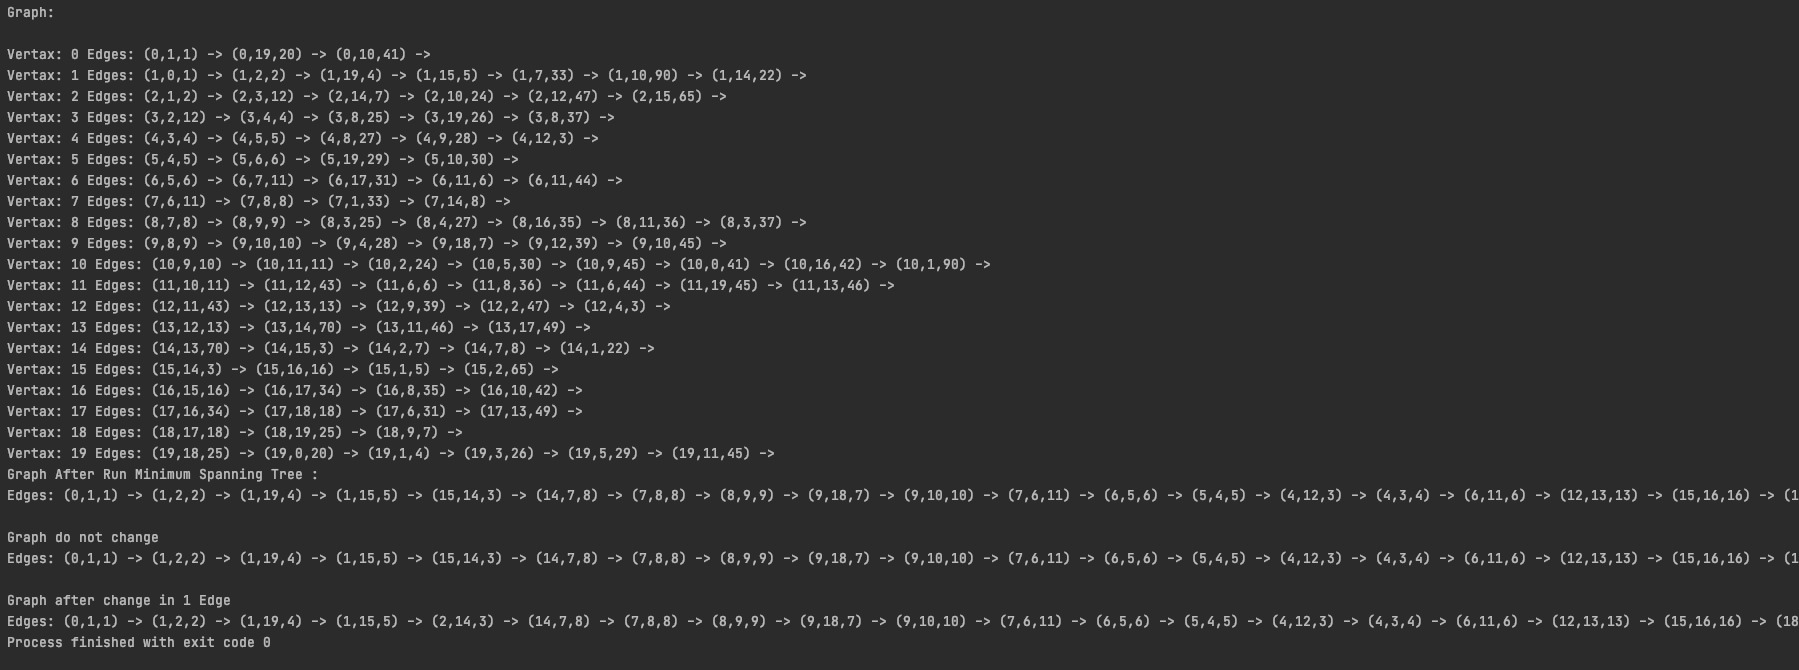 Graph:
Vertax: 0 Edges: (0,1,1) -> (0,19,20) -> (0,10,41) ->
Vertax: 1 Edges: (1,0,1) -> (1,2,2) -> (1,19,4) -> (1,15,5) -> (1,7,33) -> (1,10,90) -> (1,14,22) ->
Vertax: 2 Edges: (2,1,2) -> (2,3,12) -> (2,14,7) -> (2,10,24) -> (2,12,47) -> (2,15,65) ->
Vertax: 3 Edges: (3,2,12) -> (3,4,4) -> (3,8,25) -> (3,19,26) -> (3,8,37) ->
Vertax: 4 Edges: (4,3,4) -> (4,5,5) -> (4,8,27) -> (4,9,28) -> (4,12,3) ->
Vertax: 5 Edges: (5,4,5) -> (5,6,6) -> (5,19,29) -> (5,10,30) ->
Vertax: 6 Edges: (6,5,6) -> (6,7,11) -> (6,17,31) -> (6,11,6) -> (6,11,44) ->
Vertax: 7 Edges: (7,6,11) -> (7,8,8) -> (7,1,33) -> (7,14,8) ->
Vertax: 8 Edges: (8,7,8) -> (8,9,9) -> (8,3,25) -> (8,4,27) -> (8,16,35) -> (8,11,36) -> (8,3,37) ->
Vertax: 9 Edges: (9,8,9) -> (9,10,10) -> (9,4,28) -> (9,18,7) -> (9,12,39) -> (9,10,45) ->
Vertax: 10 Edges: (10,9,10) -> (10,11,11) -> (10,2,24) -> (10,5,30) -> (10,9,45) -> (10,0,41) -> (10,16,42) -> (10,1,90) ->
Vertax: 11 Edges: (11,10,11) -> (11,12,43) -> (11,6,6) -> (11,8,36) -> (11,6,44) -> (11,19,45) -> (11,13,46) ->
Vertax: 12 Edges: (12,11,43) -> (12,13,13) -> (12,9,39) -> (12,2,47) -> (12,4,3) ->
Vertax: 13 Edges: (13,12,13) -> (13,14,70) -> (13,11,46) -> (13,17,49) ->
Vertax: 14 Edges: (14,13,70) -> (14,15,3) -> (14,2,7) -> (14,7,8) -> (14,1,22) ->
Vertax: 15 Edges: (15,14,3) -> (15,16,16) -> (15,1,5) -> (15,2,65) ->
Vertax: 16 Edges: (16,15,16) -> (16,17,34) -> (16,8,35) -> (16,10,42) ->
Vertax: 17 Edges: (17,16,34) -> (17,18,18) -> (17,6,31) -> (17,13,49) ->
Vertax: 18 Edges: (18,17,18) -> (18,19,25) -> (18,9,7) ->
Vertax: 19 Edges: (19,18,25) -> (19,0,20) -> (19,1,4) -> (19,3,26) -> (19,5,29) -> (19,11,45) ->
Graph After Run Minimum Spanning Tree :
Edges: (0,1,1) -> (1,2,2) -> (1,19,4) -> (1,15,5) -> (15,14,3) -> (14,7,8) -> (7,8,8) -> (8,9,9) -> (9,18,7) -> (9,10,10) -> (7,6,11) -> (6,5,6) -> (5,4,5) -> (4,12,3) -> (4,3,4) -> (6,11,6) -> (12,13,13) -> (15,16,16) -> (1
Graph do not change
Edges: (0,1,1) -> (1,2,2) -> (1,19,4) -> (1,15,5) -> (15,14,3) -> (14,7,8) -> (7,8,8) -> (8,9,9) -> (9,18,7) -> (9,10,10) -> (7,6,11) -> (6,5,6) -> (5,4,5) -> (4,12,3) -> (4,3,4) -> (6,11,6) -> (12,13,13) -> (15,16,16) -> (1
Graph after change in 1 Edge
Edges: (0,1,1) -> (1,2,2) -> (1,19,4) -> (1,15,5) -> (2,14,3) -> (14,7,8) -> (7,8,8) -> (8,9,9) -> (9,18,7) -> (9,10,10) -> (7,6,11) -> (6,5,6) -> (5,4,5) -> (4,12,3) -> (4,3,4) -> (6,11,6) -> (12,13,13) -> (15,16,16) -> (18
Process finished with exit code 0